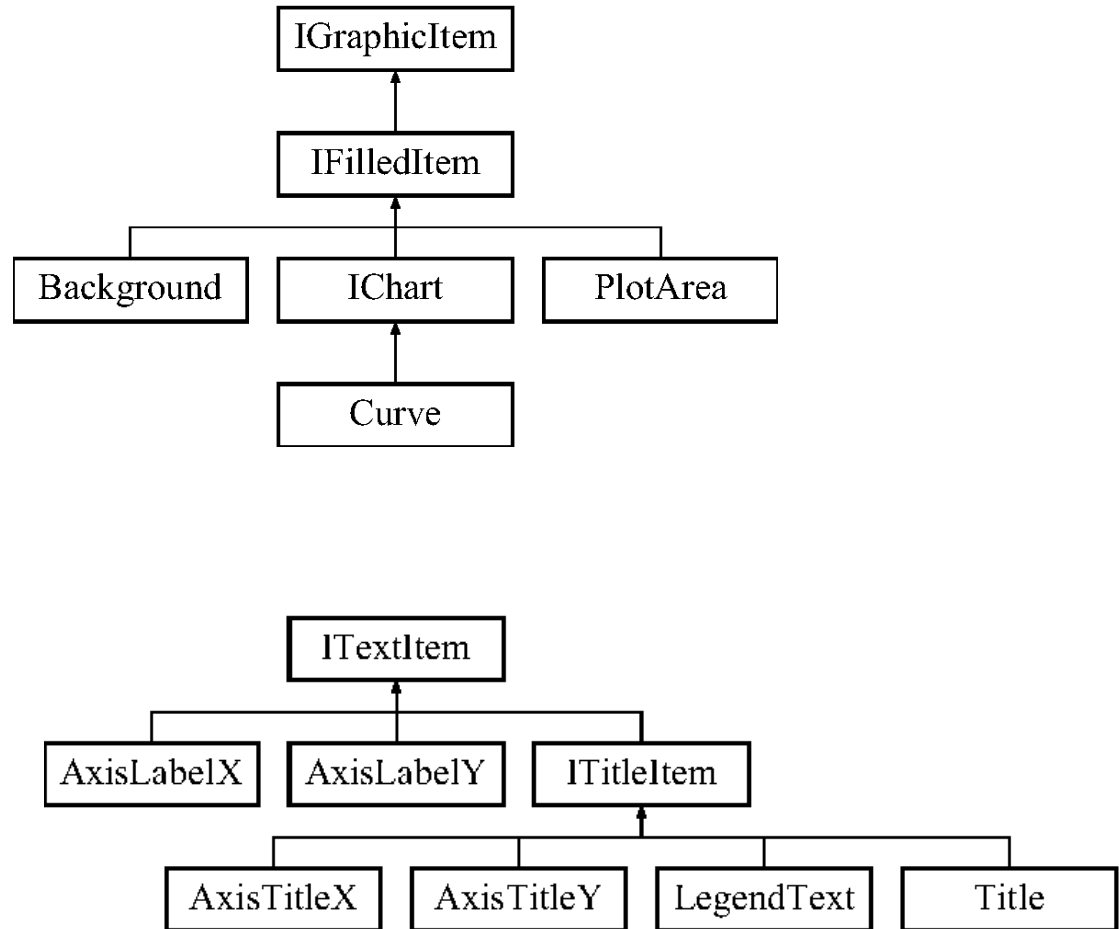 IGraphicItem
IFilledItem
Background IChart PlotArea
Curve
ITextItem
AxisLabelX AxisLabelY ITitleItem
AxisTitleX AxisTitleY LegendText Title